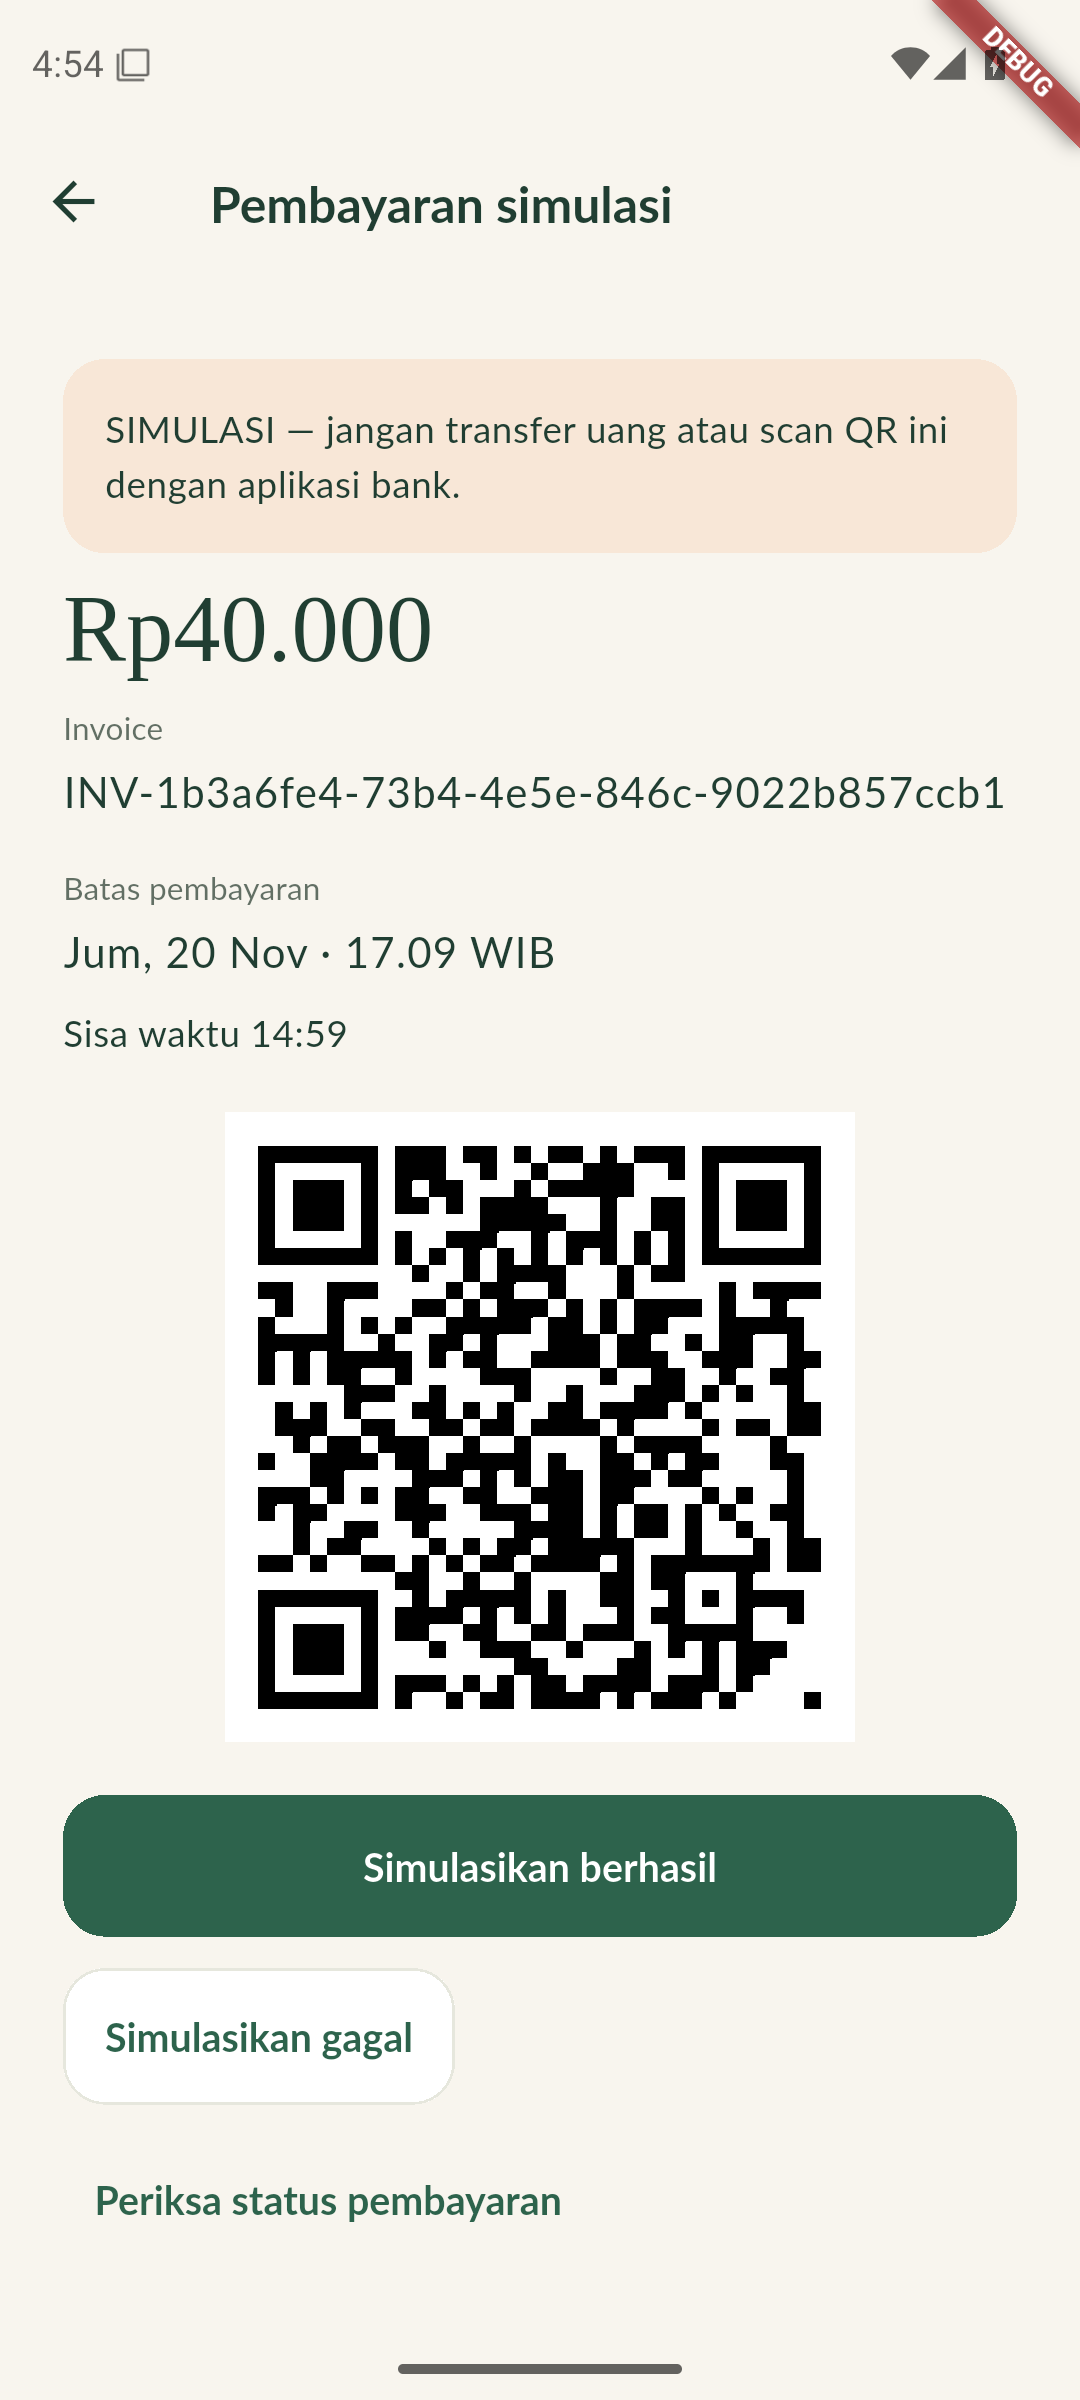 4:54
DEBUG
Pembayaran simulasi
SIMULASI — jangan transfer uang atau scan QR ini
dengan aplikasi bank.
Rp40.000
Invoice
INV-1b3a6fe4-73b4-4e5e-846c-9022b857ccb1
Batas pembayaran
Jum, 20 Nov · 17.09 WIB
Sisa waktu 14:59
Simulasikan berhasil
Simulasikan gagal
Periksa status pembayaran